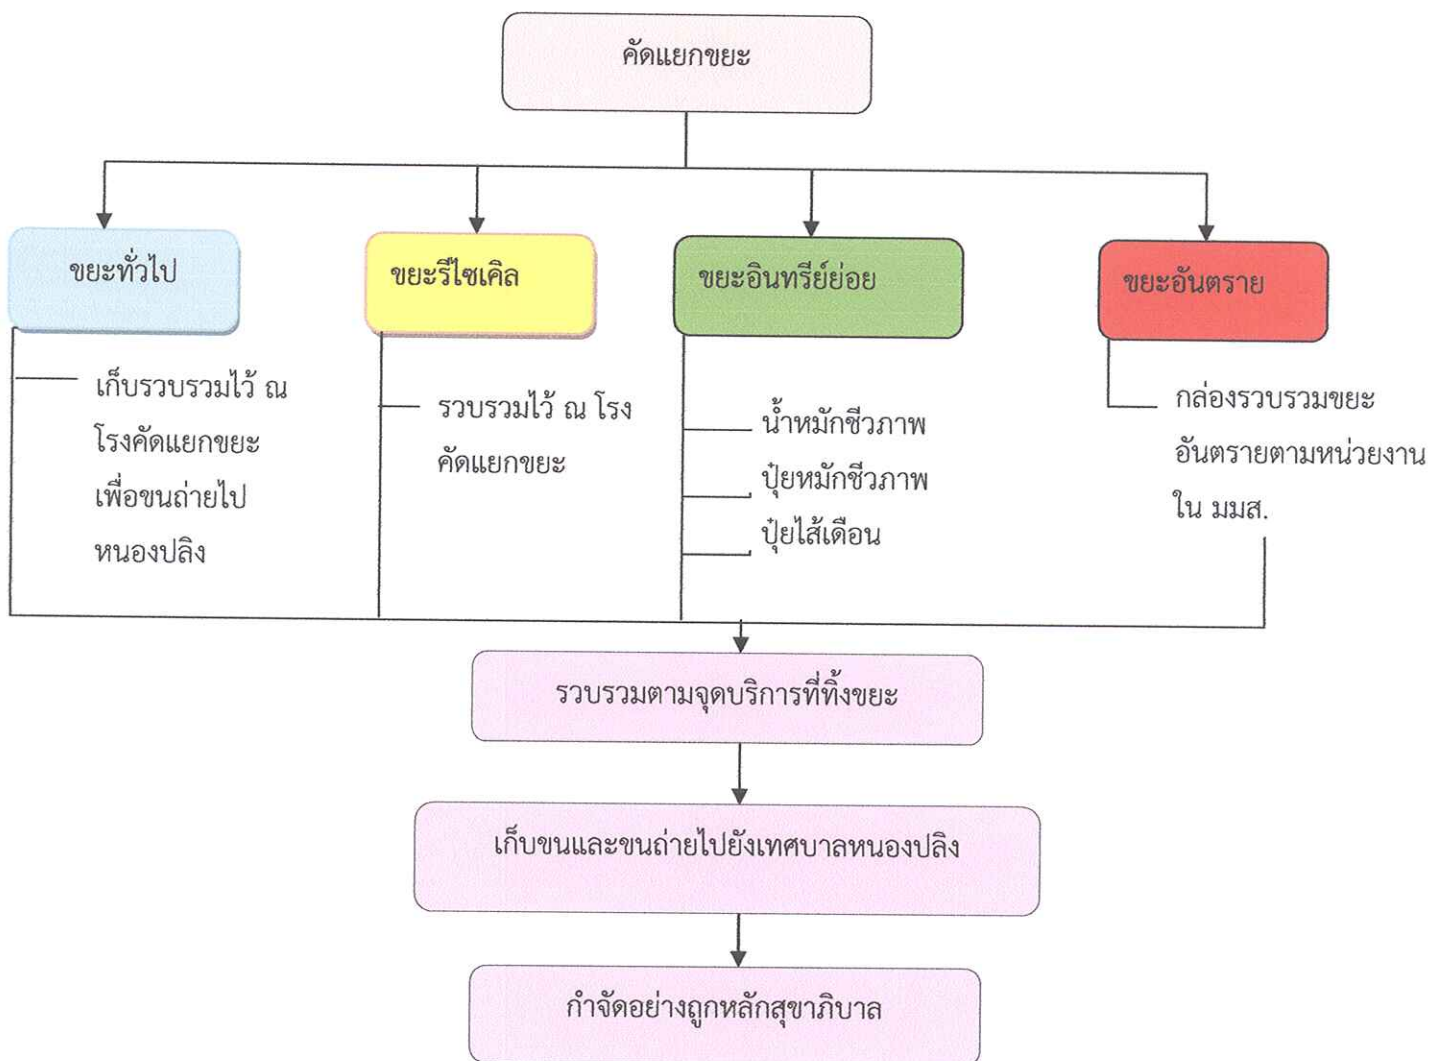 คัดแยกขยะ
ขยะทั่วไป
ขยะรีไซเคิล
ขยะอินทรีย์ย่อย
ขยะอันตราย
เก็บรวบรวมไว้ ณ
โรงคัดแยกขยะ
เพื่อขนถ่ายไป
หนองปลิง
รวบรวมไว้ ณ โรง
คัดแยกขยะ
น้ำหมักชีวภาพ
ปุ๋ยหมักชีวภาพ
ปุ๋ยไส้เดือน
กล่องรวบรวมขยะ
อันตรายตามหน่วยงาน
ใน มมส.
รวบรวมตามจุดบริการที่ทิ้งขยะ
เก็บขนและขนถ่ายไปยังเทศบาลหนองปลิง
กำจัดอย่างถูกหลักสุขาภิบาล